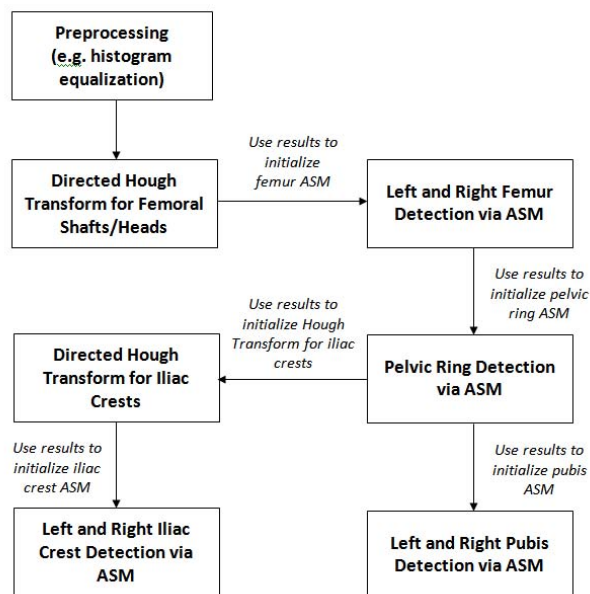 Preprocessing
(e.g. histogram
equalization)
Use results to
initialize
femur ASM
Directed Hough
Transform for Femoral
Shafts/Heads
Left and Right Femur
Detection via ASM
Use results to
initialize pelvic
ring ASM
Use results to
initialize Hough
Transform for iliac
crests
Directed Hough
Transform for Iliac
Crests
Pelvic Ring Detection
via ASM
Use results to
initialize iliac
crest ASM
Use results to
initialize pubis
ASM
Left and Right Iliac
Crest Detection via
ASM
Left and Right Pubis
Detection via ASM